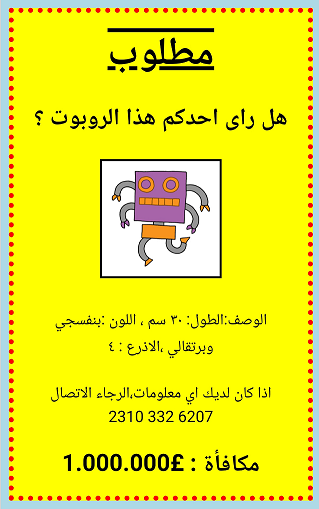 مطلوب
هل راى احدكم هذا الروبوت ؟
الوصف:الطول: ٣٠ سم ، اللون :بنفسجي
وبرتقالي ،الاذرع : ٤
اذا كان لديك اي معلومات،الرجاء الاتصال
2310 332 6207
مكافأة : £1.000.000